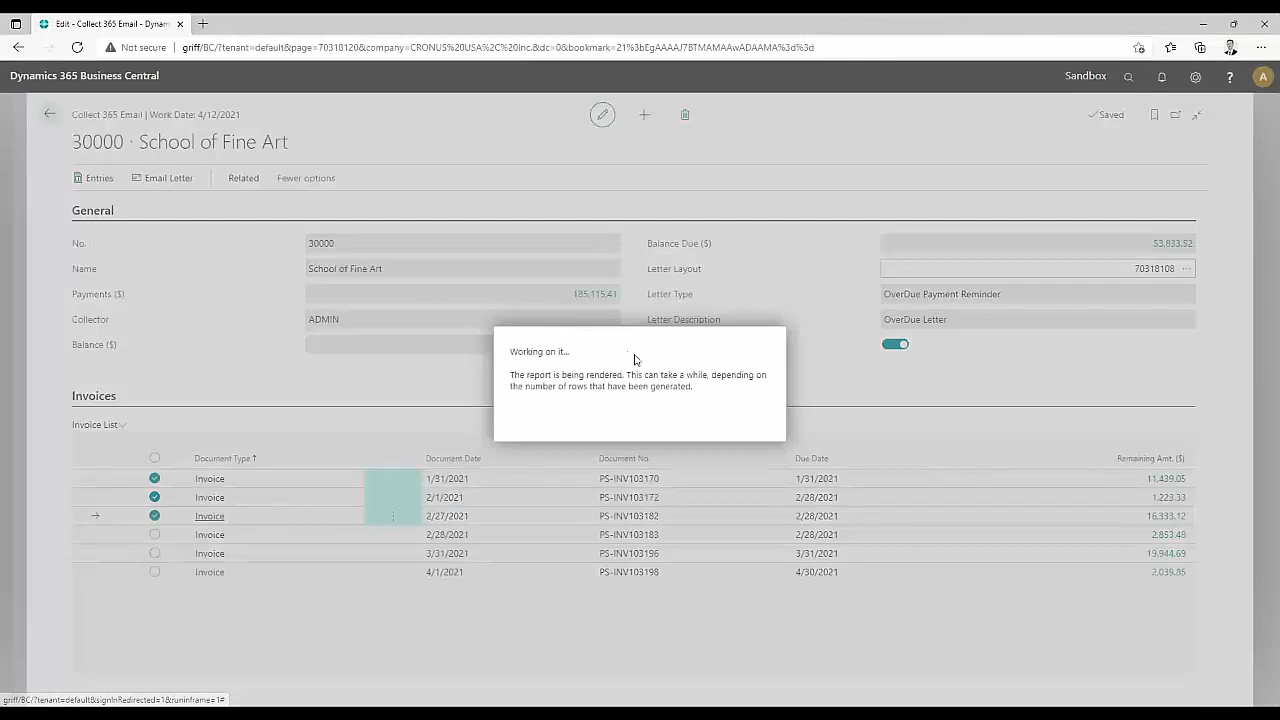 Edit - Collect 365 Email - Dynam
Not secure griff/BC/?tenant=default&page=70318120&company=CRONUS%20USA%2C%20Inc.&dc=0&bookmark=21%3bEgAAAAJ7BTMAMAAwADAAMA%3d%3d
Dynamics 365 Business Central
Sandbox
A
Collect 365 Email | Work Date: 4/12/2021
Saved
30000 · School of Fine Art
Entries
Email Letter
Related
Fewer options
General
No.
30000
Balance Due ($)
53,833.52
Name
School of Fine Art
Letter Layout
70318108 ...
Payments ($)
185,115.41
Letter Type
OverDue Payment Reminder
Collector
ADMIN
Letter Description
OverDue Letter
Balance ($)
Working on it...
The report is being rendered. This can take a while, depending on
the number of rows that have been generated.
Invoices
Invoice List
Document Type ↑ Document Date Document No. Due Date Remaining Amt. ($)
Invoice 1/31/2021 PS-INV103170 1/31/2021 11,439.05
Invoice 2/1/2021 PS-INV103172 2/28/2021 1,223.33
Invoice 2/27/2021 PS-INV103182 2/28/2021 16,333.12
Invoice 2/28/2021 PS-INV103183 2/28/2021 2,853.48
Invoice 3/31/2021 PS-INV103196 3/31/2021 19,944.69
Invoice 4/1/2021 PS-INV103198 4/30/2021 2,039.85
griff/BC/?tenant=default&signInRedirected=1&runinframe=1#